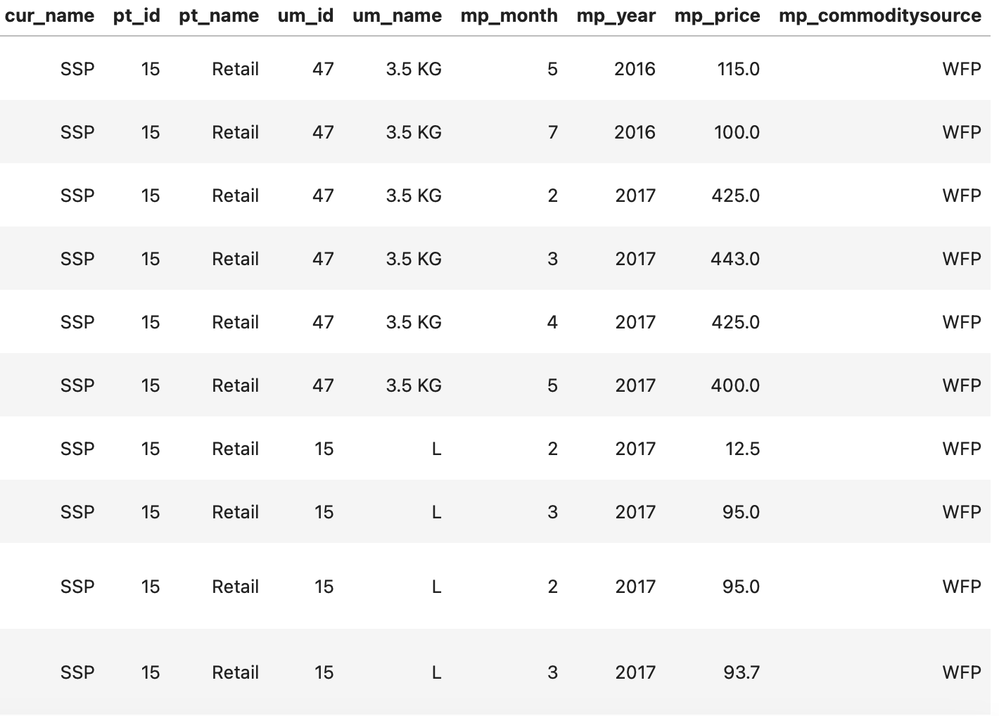 cur_name pt_id pt_name um_id um_name mp_month mp_year mp_price mp_commoditysource
SSP 15 Retail 47 3.5 KG 5 2016 115.0 WFP
SSP 15 Retail 47 3.5 KG 7 2016 100.0 WFP
SSP 15 Retail 47 3.5 KG 2 2017 425.0 WFP
SSP 15 Retail 47 3.5 KG 3 2017 443.0 WFP
SSP 15 Retail 47 3.5 KG 4 2017 425.0 WFP
SSP 15 Retail 47 3.5 KG 5 2017 400.0 WFP
SSP 15 Retail 15 L 2 2017 12.5 WFP
SSP 15 Retail 15 L 3 2017 95.0 WFP
SSP 15 Retail 15 L 2 2017 95.0 WFP
SSP 15 Retail 15 L 3 2017 93.7 WFP